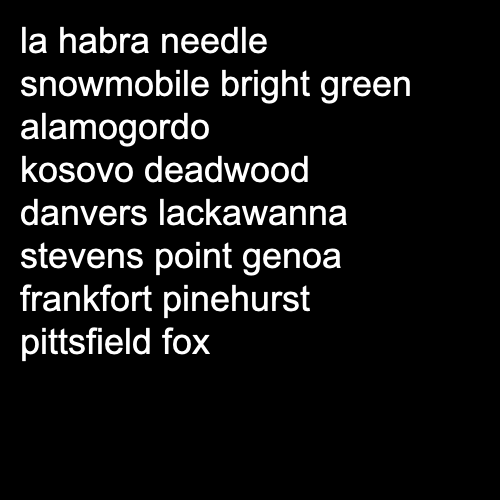 la habra needle
snowmobile bright green
alamogordo
kosovo deadwood
danvers lackawanna
stevens point genoa
frankfort pinehurst
pittsfield fox